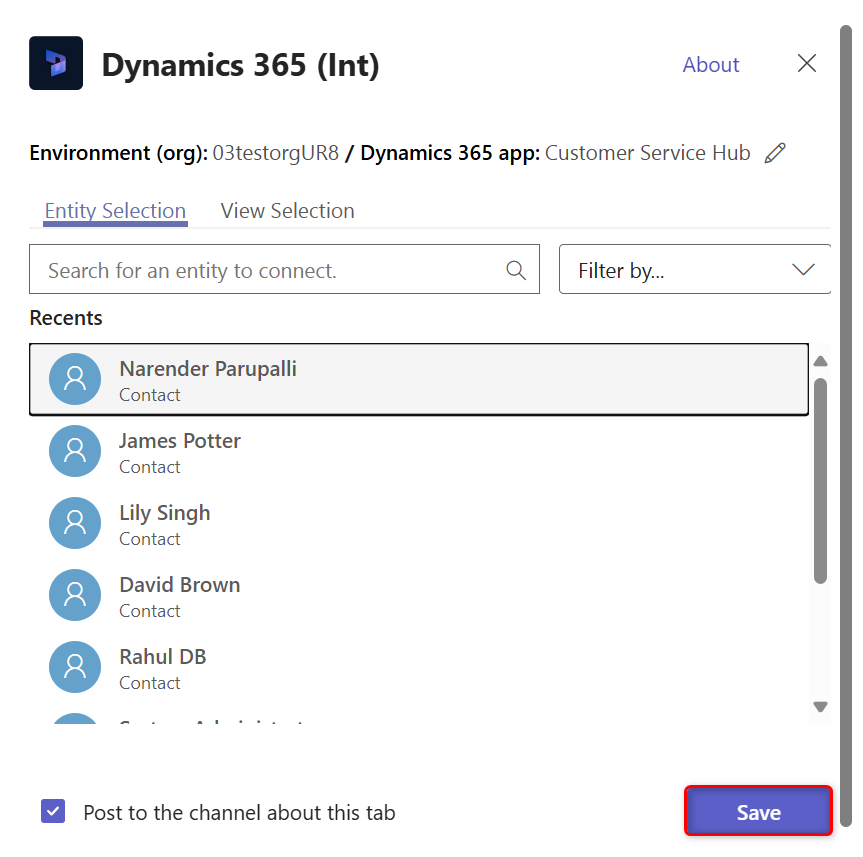 Dynamics 365 (Int)
About
Environment (org): 03testorgUR8 / Dynamics 365 app: Customer Service Hub
Entity Selection View Selection
Search for an entity to connect.
Filter by...
Recents
Narender Parupalli
Contact
James Potter
Contact
Lily Singh
Contact
David Brown
Contact
Rahul DB
Contact
Post to the channel about this tab
Save